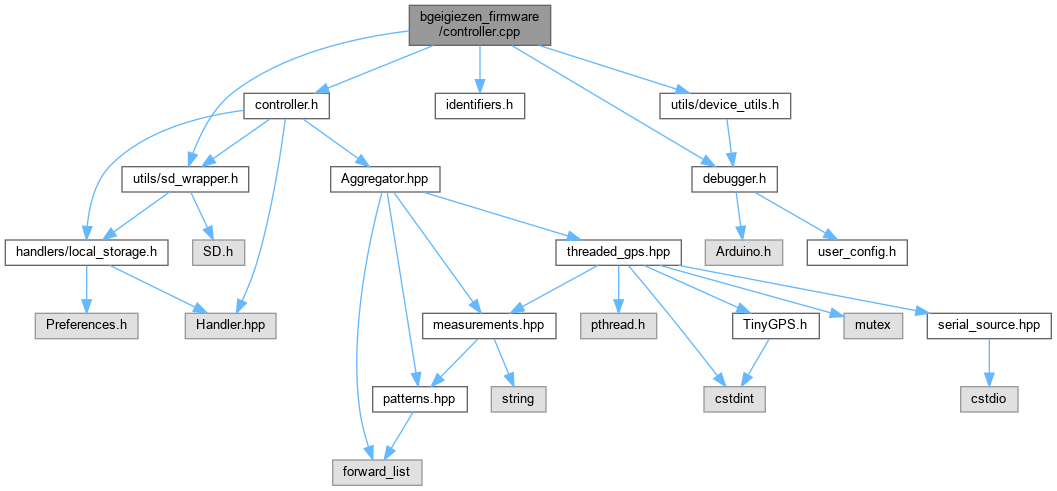 bgeigiezen_firmware
/controller.cpp
controller.h
identifiers.h
utils/device_utils.h
utils/sd_wrapper.h
Aggregator.hpp
debugger.h
handlers/local_storage.h
SD.h
threaded_gps.hpp
Arduino.h
user_config.h
Preferences.h
Handler.hpp
measurements.hpp
pthread.h
TinyGPS.h
mutex
serial_source.hpp
patterns.hpp
string
cstdint
cstdio
forward_list